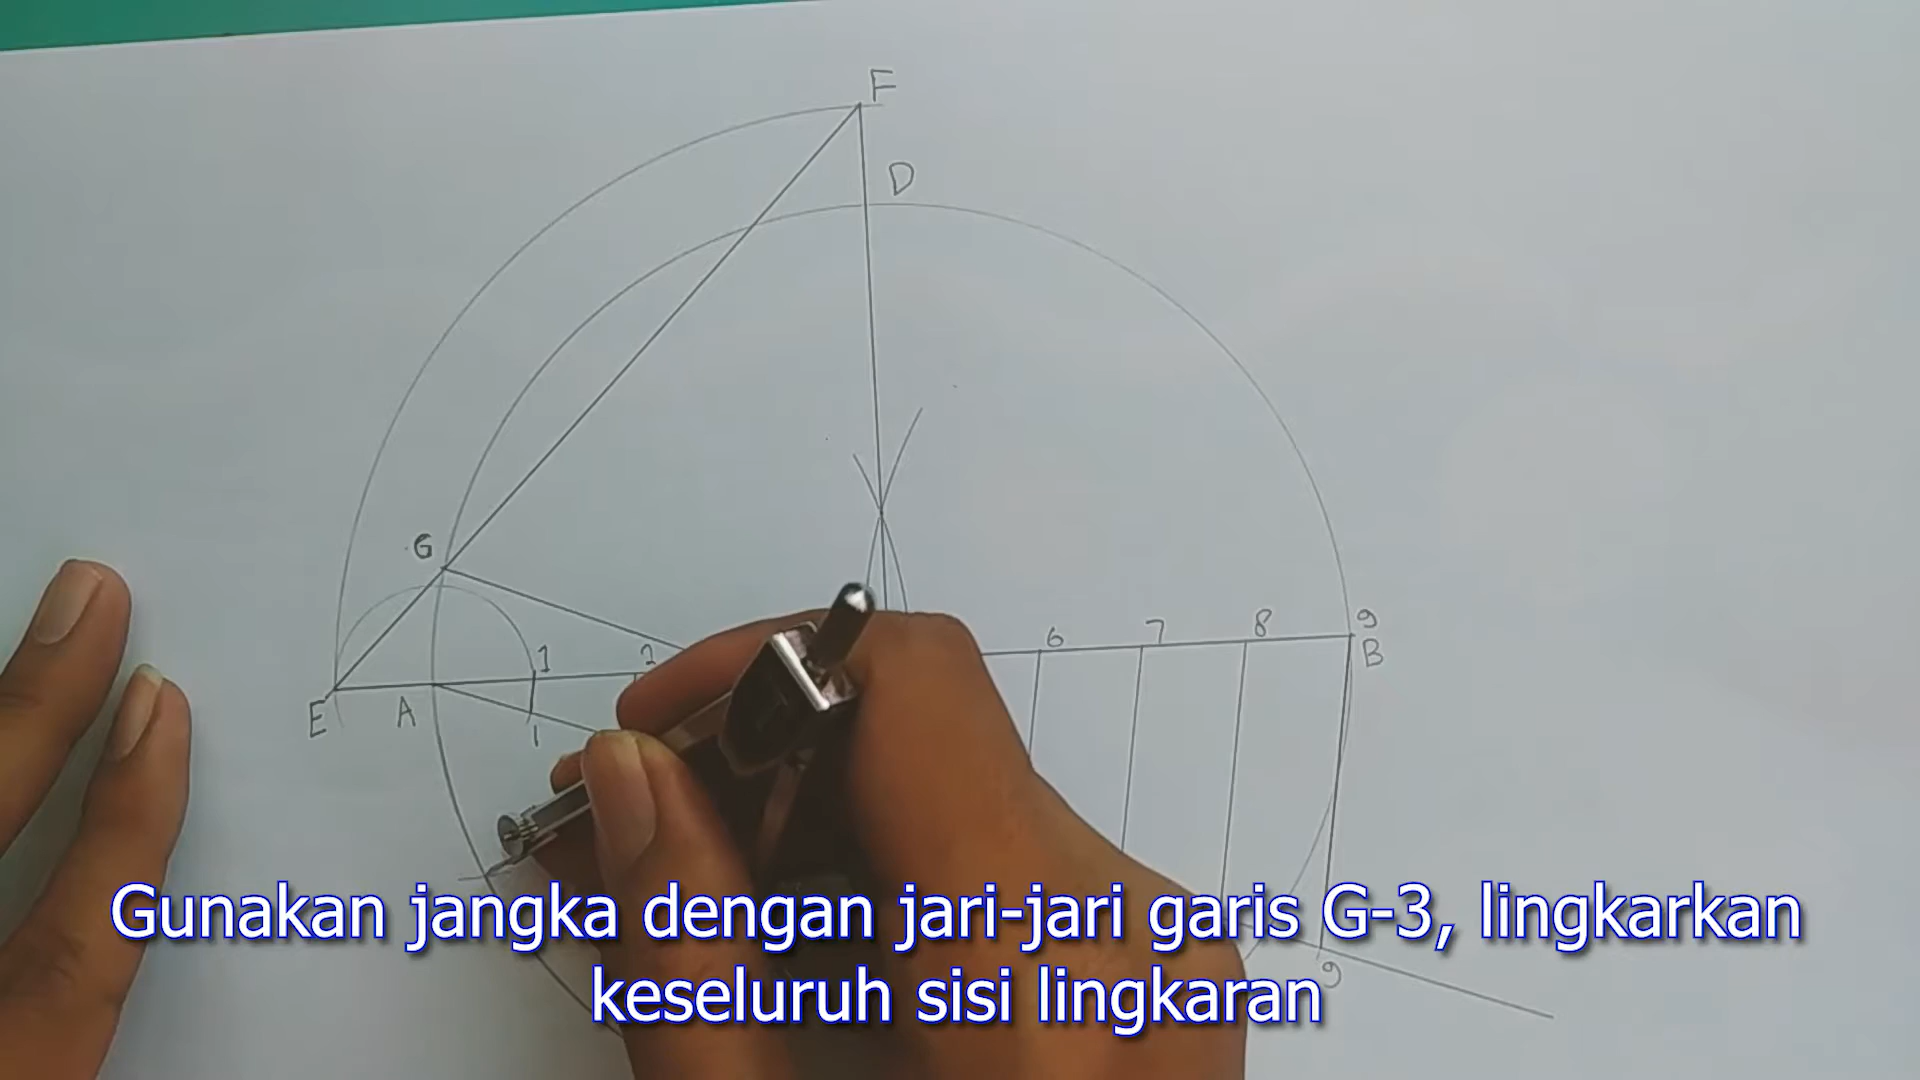 F
D
G
1
2
6
7
8
9
B
E
A
1
9
Gunakan jangka dengan jari-jari garis G-3, lingkarkan
keseluruh sisi lingkaran